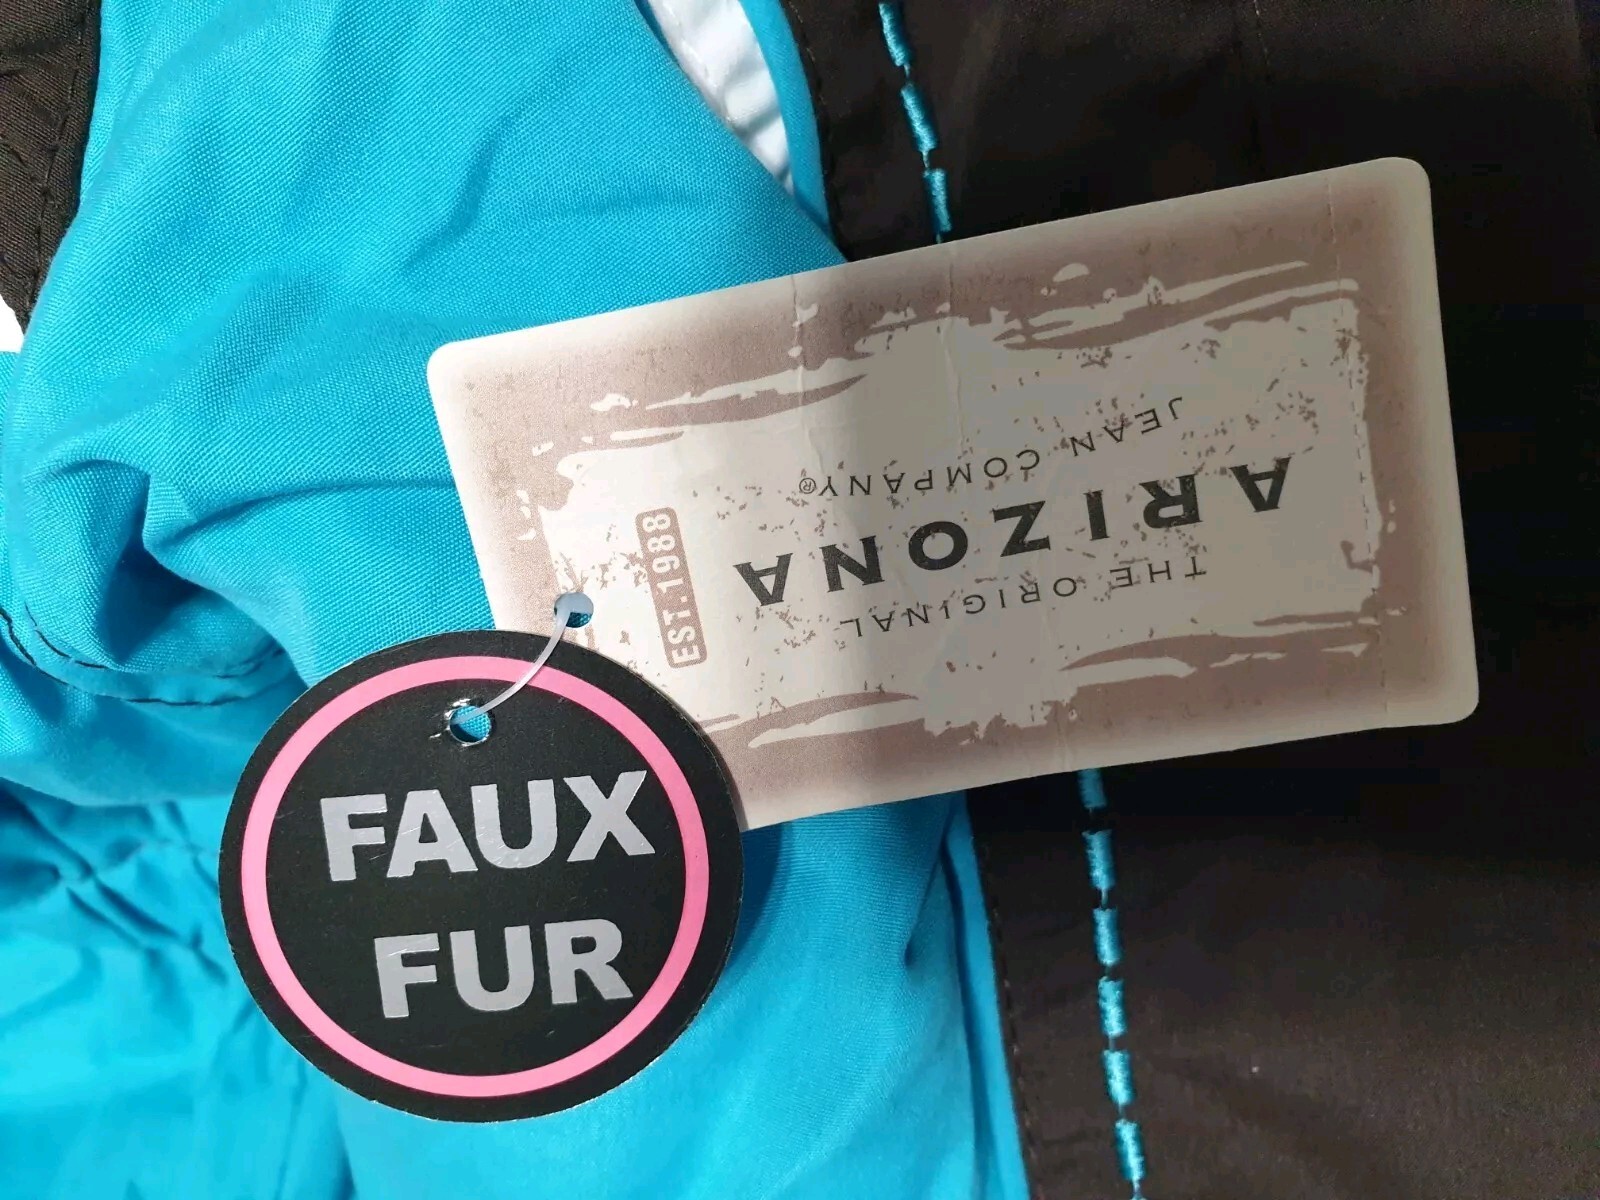 THE ORIGINAL
ARIZONA
JEAN COMPANY®
EST.1988
FAUX
FUR